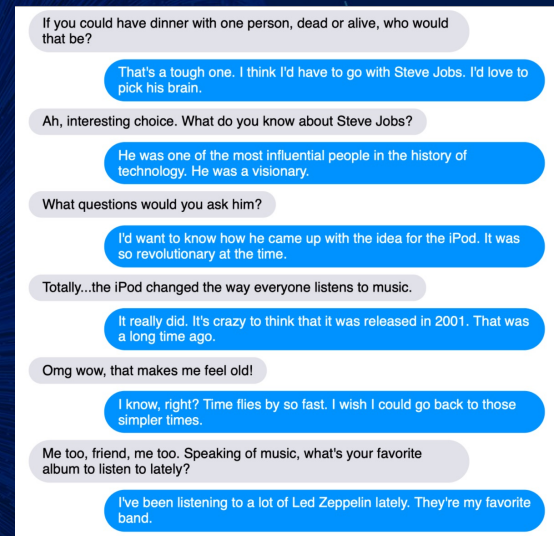 If you could have dinner with one person, dead or alive, who would
that be?
That's a tough one. I think I'd have to go with Steve Jobs. I'd love to
pick his brain.
Ah, interesting choice. What do you know about Steve Jobs?
He was one of the most influential people in the history of
technology. He was a visionary.
What questions would you ask him?
I'd want to know how he came up with the idea for the iPod. It was
so revolutionary at the time.
Totally...the iPod changed the way everyone listens to music.
It really did. It's crazy to think that it was released in 2001. That was
a long time ago.
Omg wow, that makes me feel old!
I know, right? Time flies by so fast. I wish I could go back to those
simpler times.
Me too, friend, me too. Speaking of music, what's your favorite
album to listen to lately?
I've been listening to a lot of Led Zeppelin lately. They're my favorite
band.